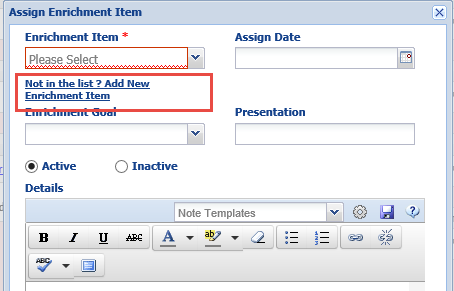 Assign Enrichment Item
Enrichment Item * Assign Date
Please Select
Not in the list ? Add New
Enrichment Item
Enrichment Goal Presentation
Active Inactive
Details
Note Templates
B I U ABC A ab
ABC